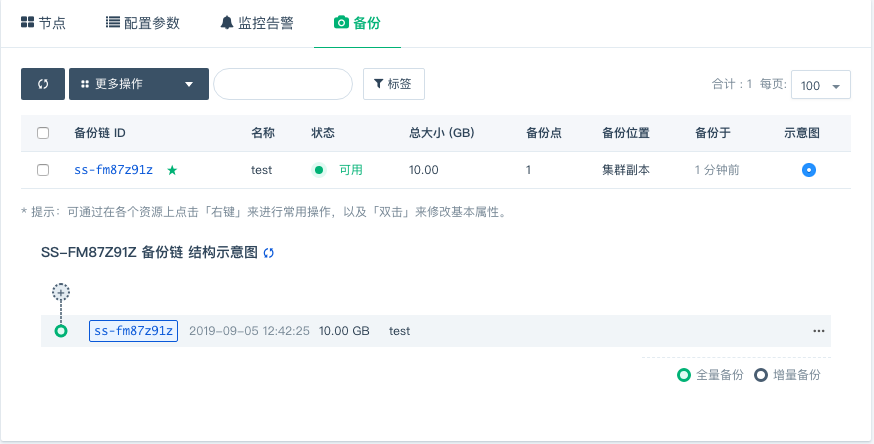 节点 配置参数 监控告警 备份
更多操作 标签 合计：1 每页: 100
备份链 ID 名称 状态 总大小 (GB) 备份点 备份位置 备份于 示意图
ss-fm87z91z ★ test 可用 10.00 1 集群副本 1 分钟前
* 提示：可通过在各个资源上点击「右键」来进行常用操作，以及「双击」来修改基本属性。
SS-FM87Z91Z 备份链 结构示意图
ss-fm87z91z 2019-09-05 12:42:25 10.00 GB test ···
全量备份 增量备份